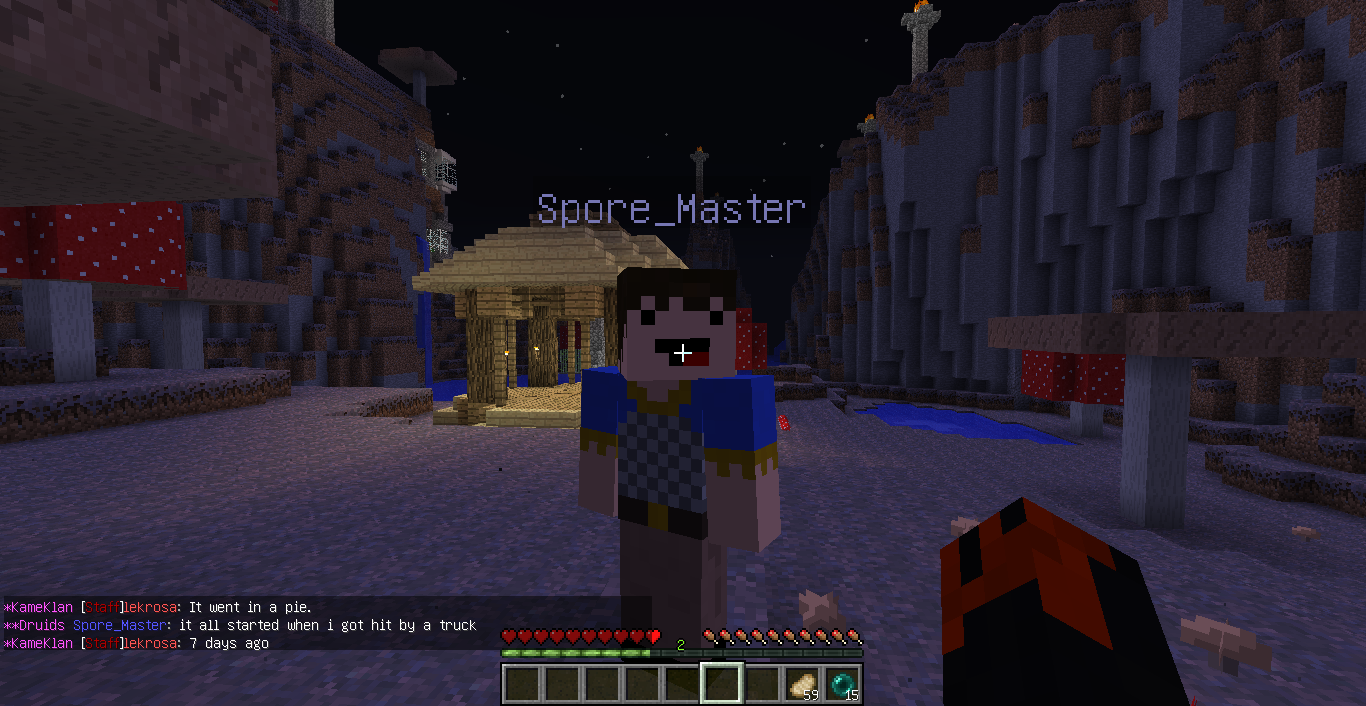 Spore_Master
*KameKlan [Staff]lekrosa: It went in a pie.
**Druids Spore_Master: it all started when i got hit by a truck
*KameKlan [Staff]lekrosa: 7 days ago
2
59 15